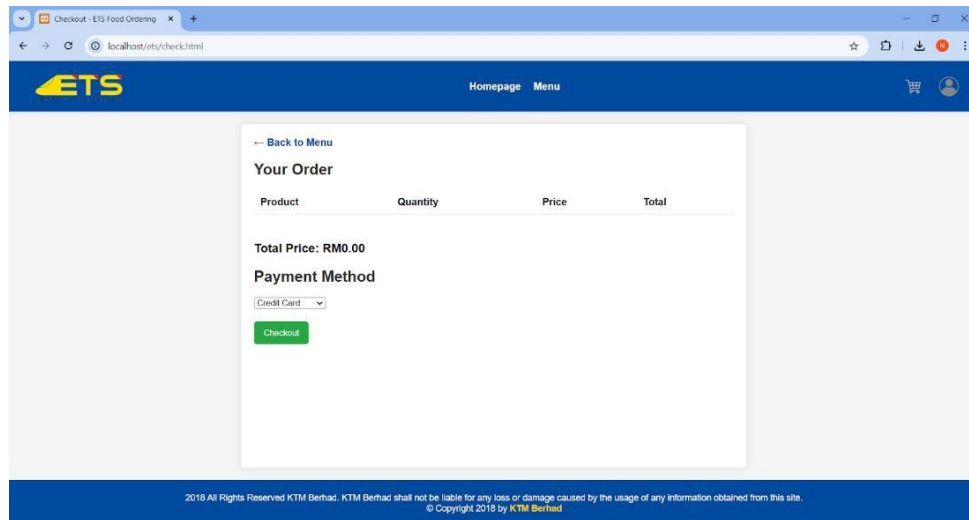 Checkout - ETS Food Ordering
localhost/ets/check.html
ETS
Homepage Menu
← Back to Menu
Your Order
Product Quantity Price Total
Total Price: RM0.00
Payment Method
Credit Card
Checkout
2018 All Rights Reserved KTM Berhad. KTM Berhad shall not be liable for any loss or damage caused by the usage of any information obtained from this site.
© Copyright 2018 by KTM Berhad